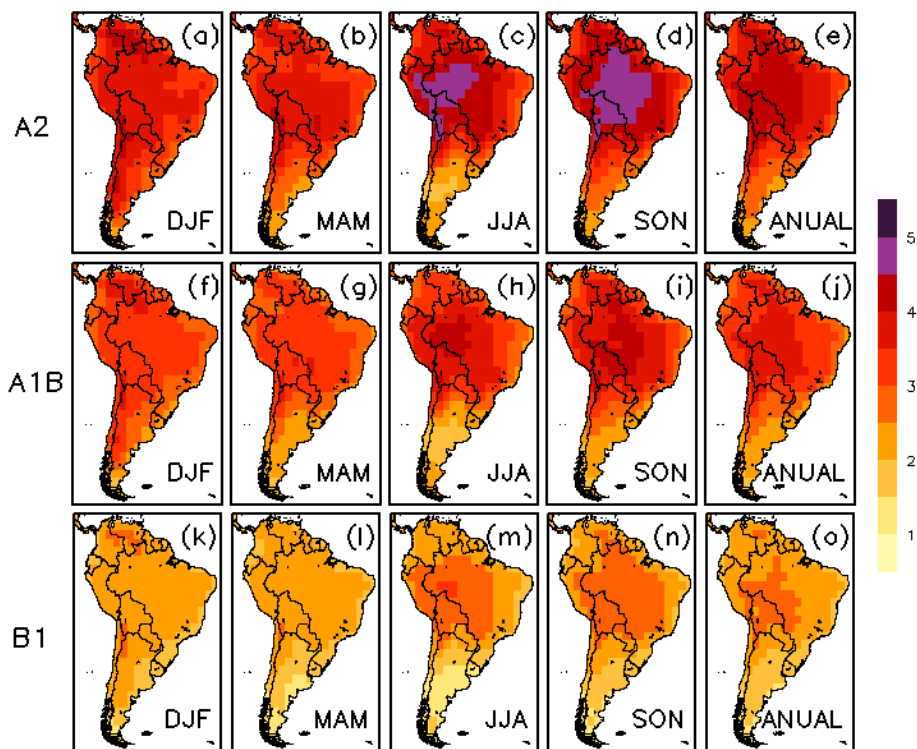 (a) (b) (c) (d) (e)
A2
DJF MAM JJA SON ANUAL
(f) (g) (h) (i) (j)
A1B
DJF MAM JJA SON ANUAL
(k) (l) (m) (n) (o)
B1
DJF MAM JJA SON ANUAL
5
4
3
2
1